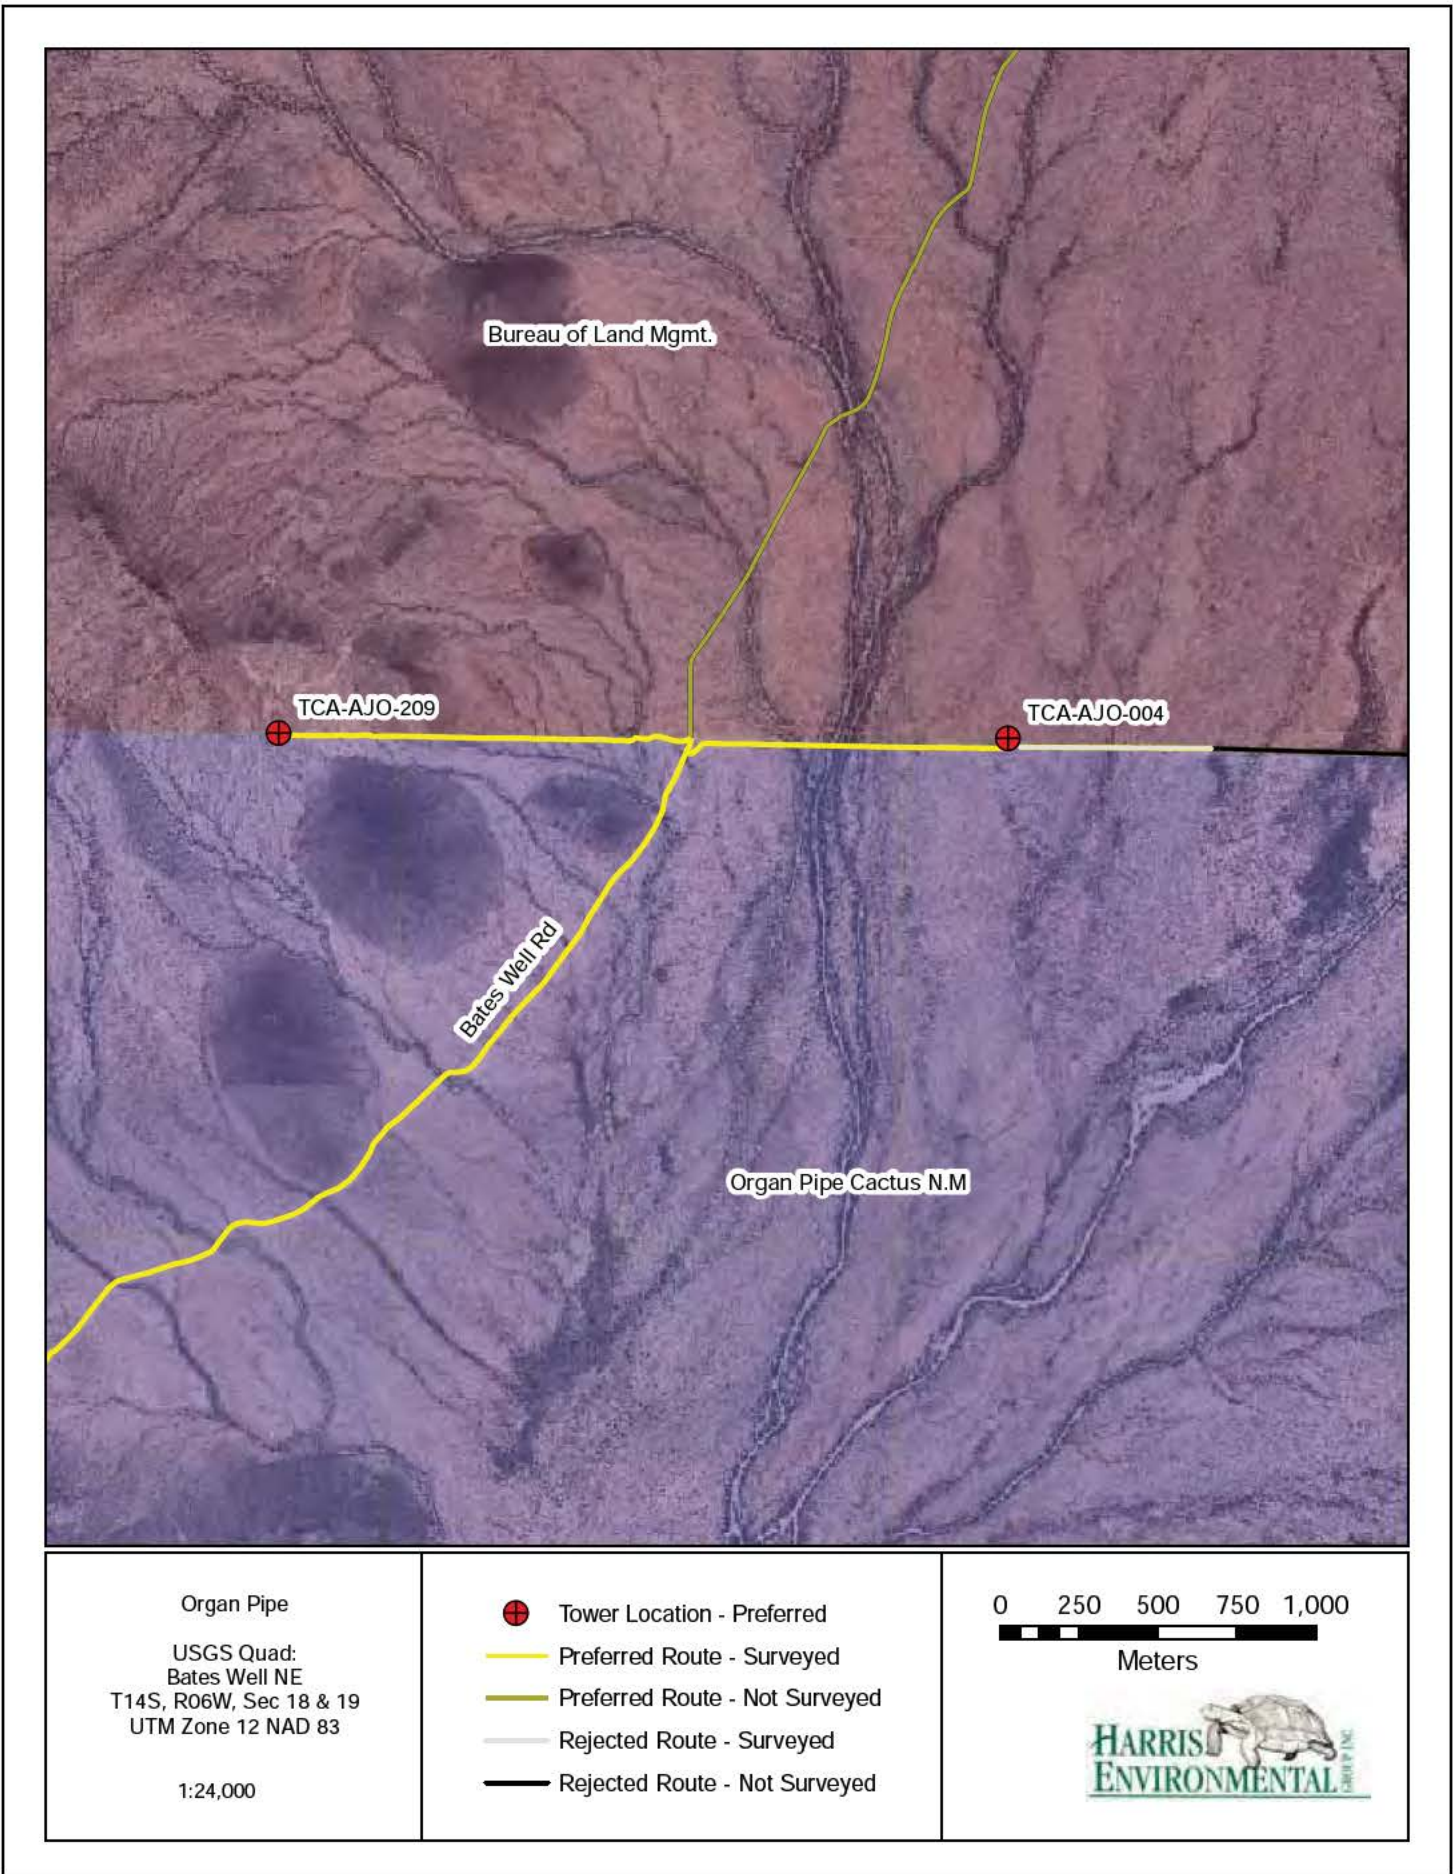 Bureau of Land Mgmt.
TCA-AJO-209
TCA-AJO-004
Bates Well Rd
Organ Pipe Cactus N.M
Organ Pipe
USGS Quad:
Bates Well NE
T14S, R06W, Sec 18 & 19
UTM Zone 12 NAD 83
1:24,000
Tower Location - Preferred
Preferred Route - Surveyed
Preferred Route - Not Surveyed
Rejected Route - Surveyed
Rejected Route - Not Surveyed
0 250 500 750 1,000
Meters
HARRIS
ENVIRONMENTAL
GROUP INC